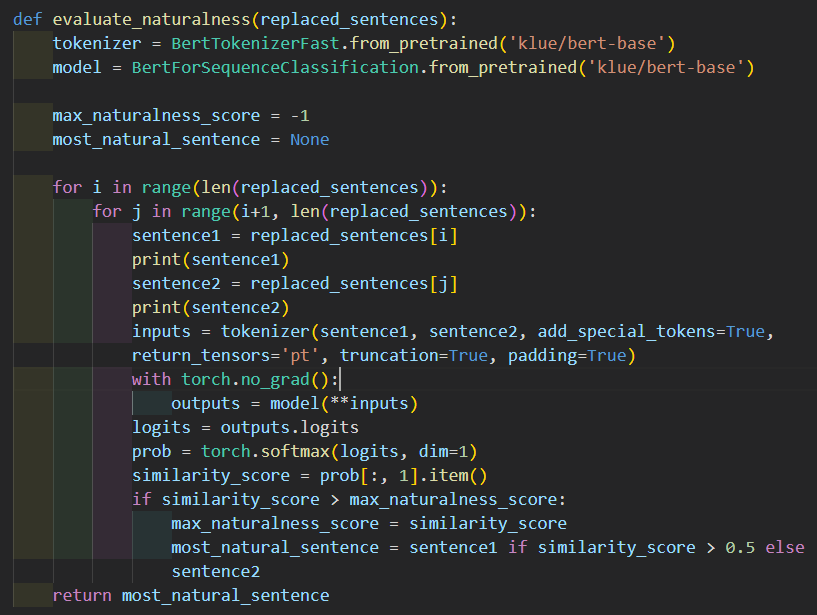 def evaluate_naturalness(replaced_sentences):
    tokenizer = BertTokenizerFast.from_pretrained('klue/bert-base')
    model = BertForSequenceClassification.from_pretrained('klue/bert-base')

    max_naturalness_score = -1
    most_natural_sentence = None

    for i in range(len(replaced_sentences)):
        for j in range(i+1, len(replaced_sentences)):
            sentence1 = replaced_sentences[i]
            print(sentence1)
            sentence2 = replaced_sentences[j]
            print(sentence2)
            inputs = tokenizer(sentence1, sentence2, add_special_tokens=True,
            return_tensors='pt', truncation=True, padding=True)
            with torch.no_grad():
                outputs = model(**inputs)
            logits = outputs.logits
            prob = torch.softmax(logits, dim=1)
            similarity_score = prob[:, 1].item()
            if similarity_score > max_naturalness_score:
                max_naturalness_score = similarity_score
                most_natural_sentence = sentence1 if similarity_score > 0.5 else
                sentence2
    return most_natural_sentence